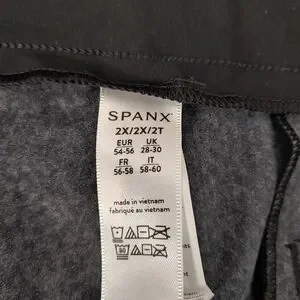 SPANX
2X/2X/2T
EUR UK
54-56 28-30
FR IT
56-58 58-60
made in vietnam
fabriqué au vietnam